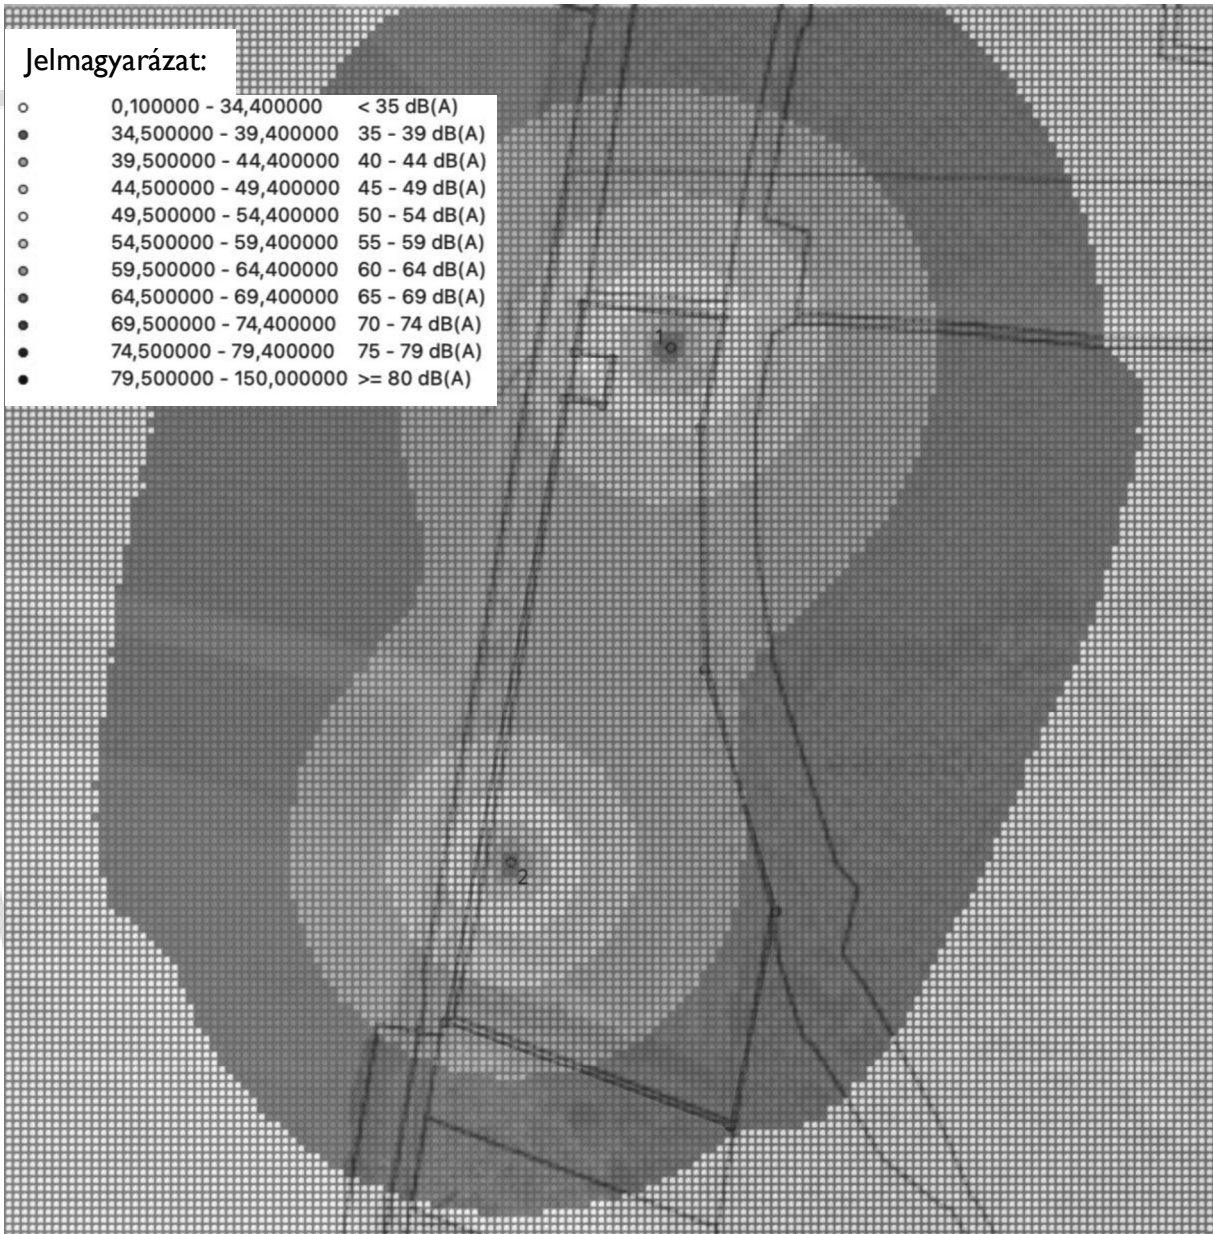 Jelmagyarázat:
0,100000 - 34,400000 < 35 dB(A)
34,500000 - 39,400000 35 - 39 dB(A)
39,500000 - 44,400000 40 - 44 dB(A)
44,500000 - 49,400000 45 - 49 dB(A)
49,500000 - 54,400000 50 - 54 dB(A)
54,500000 - 59,400000 55 - 59 dB(A)
59,500000 - 64,400000 60 - 64 dB(A)
64,500000 - 69,400000 65 - 69 dB(A)
69,500000 - 74,400000 70 - 74 dB(A)
74,500000 - 79,400000 75 - 79 dB(A)
79,500000 - 150,000000 >= 80 dB(A)
1
2